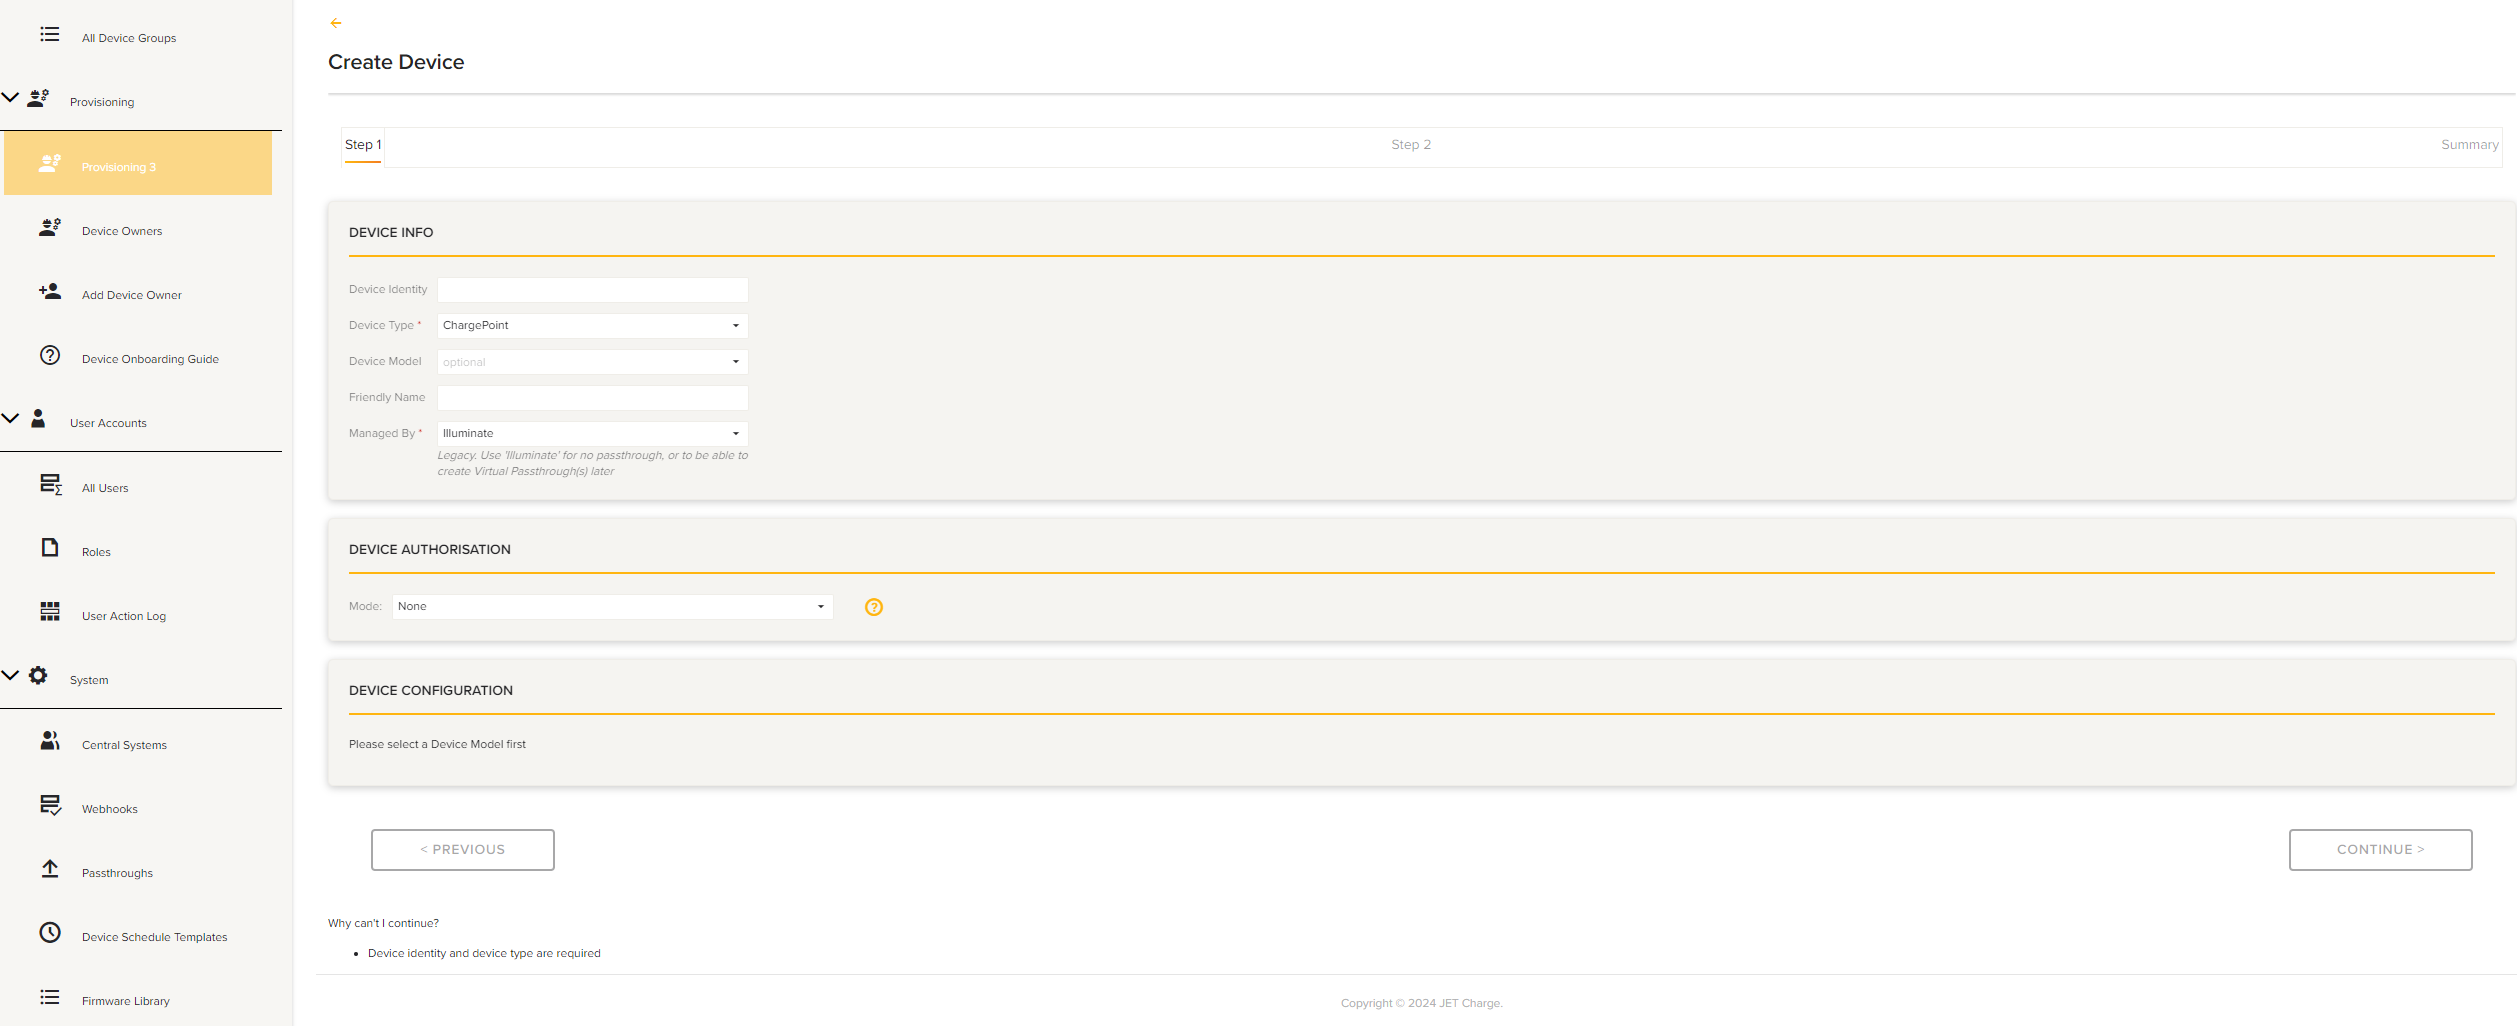 All Device Groups
Provisioning
Provisioning 3
Device Owners
Add Device Owner
Device Onboarding Guide
User Accounts
All Users
Roles
User Action Log
System
Central Systems
Webhooks
Passthroughs
Device Schedule Templates
Firmware Library
Create Device
Step 1
Step 2
Summary
DEVICE INFO
Device Identity
Device Type * ChargePoint
Device Model optional
Friendly Name
Managed By * Illuminate
Legacy. Use 'Illuminate' for no passthrough, or to be able to
create Virtual Passthrough(s) later
DEVICE AUTHORISATION
Mode: None
DEVICE CONFIGURATION
Please select a Device Model first
< PREVIOUS
CONTINUE >
Why can't I continue?
• Device identity and device type are required
Copyright © 2024 JET Charge.